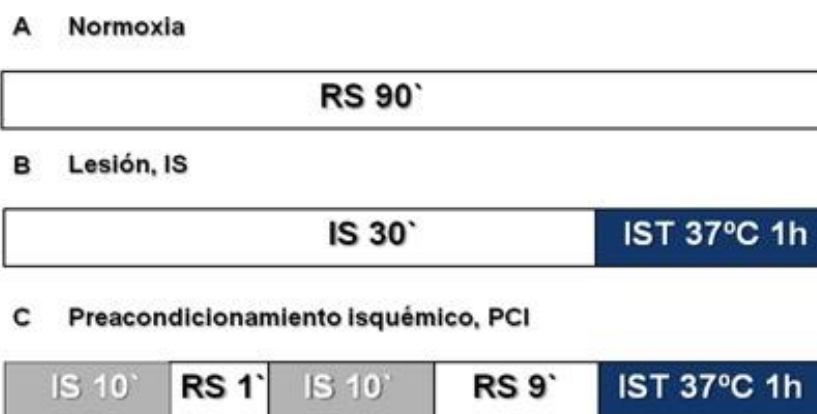 A Normoxia
RS 90`
B Lesión, IS
IS 30` IST 37ºC 1h
C Preacondicionamiento isquémico, PCI
IS 10` RS 1` IS 10` RS 9` IST 37ºC 1h